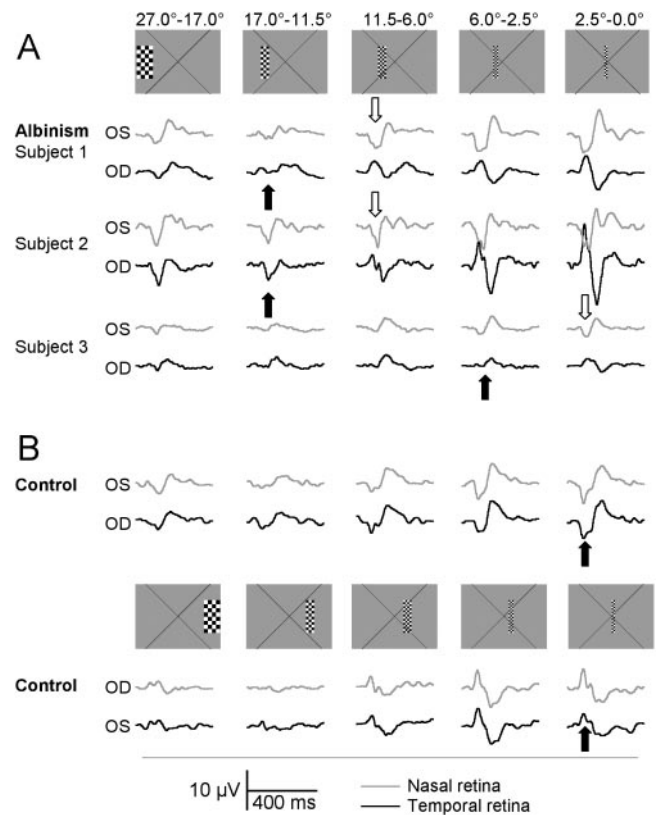 A
27.0°-17.0° 17.0°-11.5° 11.5-6.0° 6.0°-2.5° 2.5°-0.0°
Albinism OS
Subject 1
OD
OS
Subject 2
OD
OS
Subject 3
OD
B
Control OS
OD
Control OD
OS
10 µV
400 ms
Nasal retina
Temporal retina